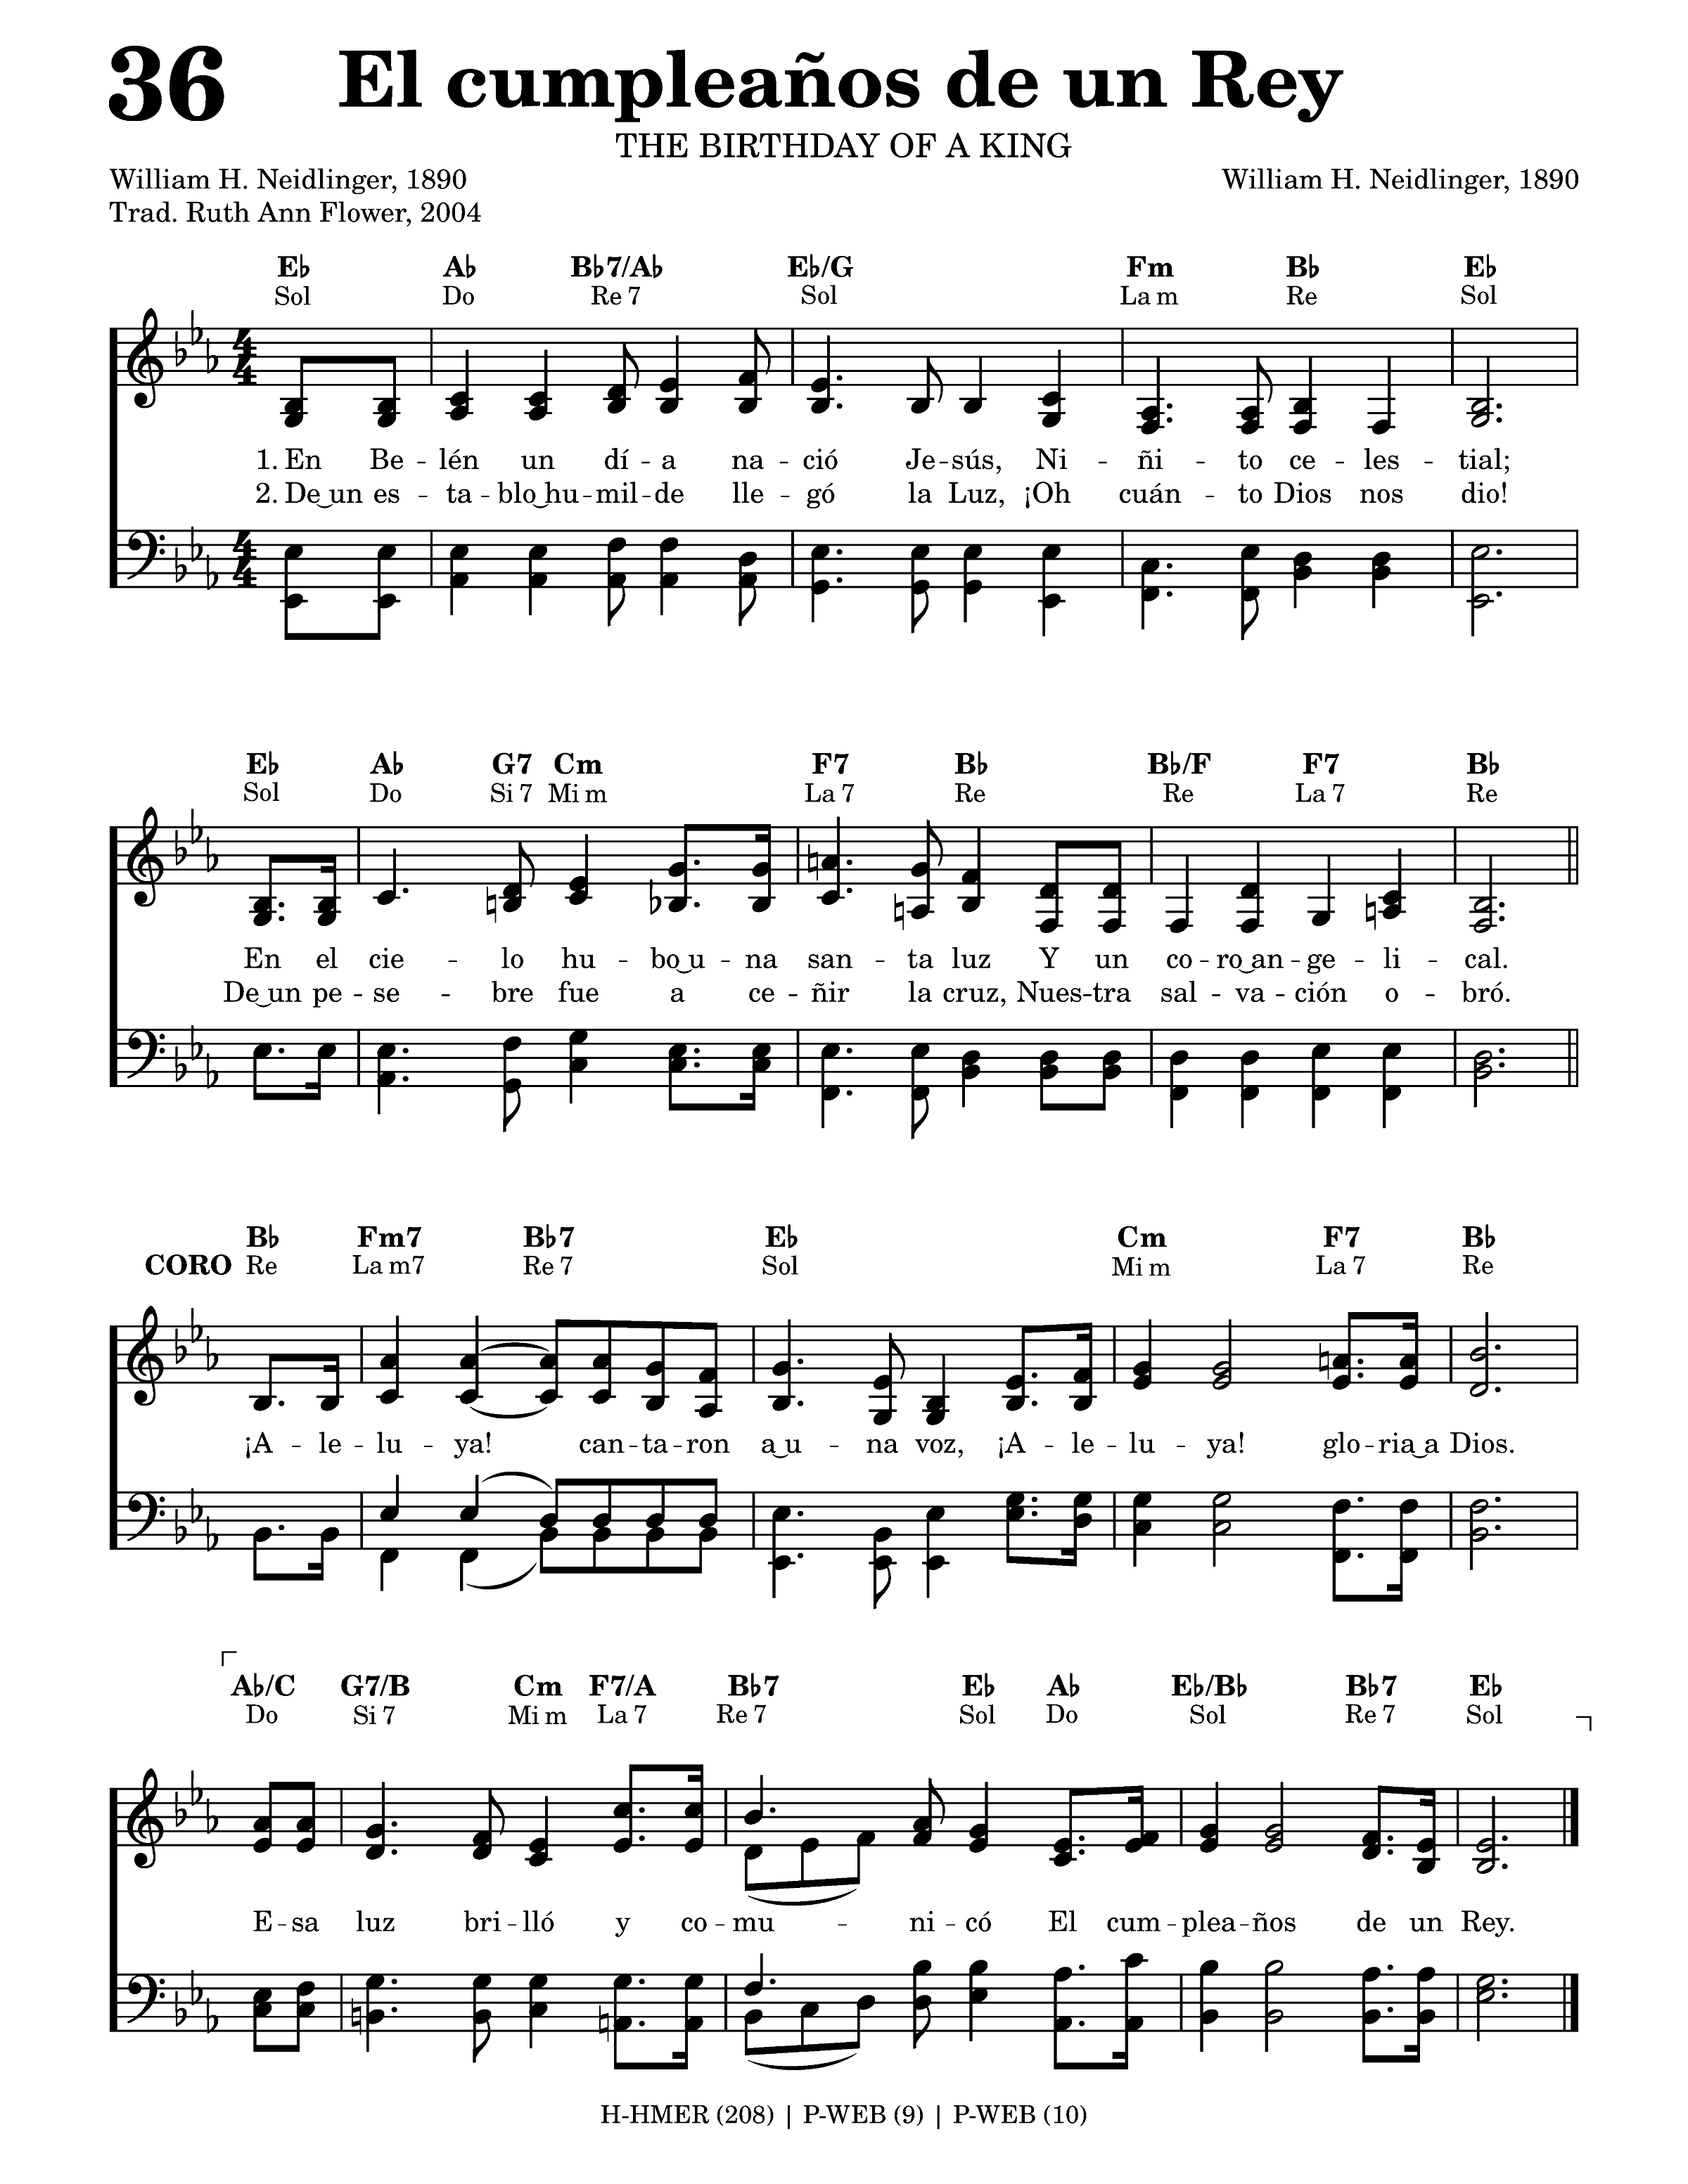 36 El cumpleaños de un Rey
THE BIRTHDAY OF A KING
William H. Neidlinger, 1890 William H. Neidlinger, 1890
Trad. Ruth Ann Flower, 2004
E♭ A♭ B♭7/A♭ E♭/G Fm B♭ E♭
Sol Do Re 7 Sol La m Re Sol
1. En Be - lén un dí - a na - ció Je - sús, Ni - ñi - to ce - les - tial;
2. De‿un es - ta - blo‿hu - mil - de lle - gó la Luz, ¡Oh cuán - to Dios nos dio!
E♭ A♭ G7 Cm F7 B♭ B♭/F F7 B♭
Sol Do Si 7 Mi m La 7 Re Re La 7 Re
En el cie - lo hu - bo‿u - na san - ta luz Y un co - ro‿an - ge - li - cal.
De‿un pe - se - bre fue a ce - ñir la cruz, Nues - tra sal - va - ción o - bró.
B♭ Fm7 B♭7 E♭ Cm F7 B♭
CORO Re La m7 Re 7 Sol Mi m La 7 Re
¡A - le - lu - ya! can - ta - ron a‿u - na voz, ¡A - le - lu - ya! glo - ria‿a Dios.
A♭/C G7/B Cm F7/A B♭7 E♭ A♭ E♭/B♭ B♭7 E♭
Do Si 7 Mi m La 7 Re 7 Sol Do Sol Re 7 Sol
E - sa luz bri - lló y co - mu - ni - có El cum - plea - ños de un Rey.
H-HMER (208) | P-WEB (9) | P-WEB (10)